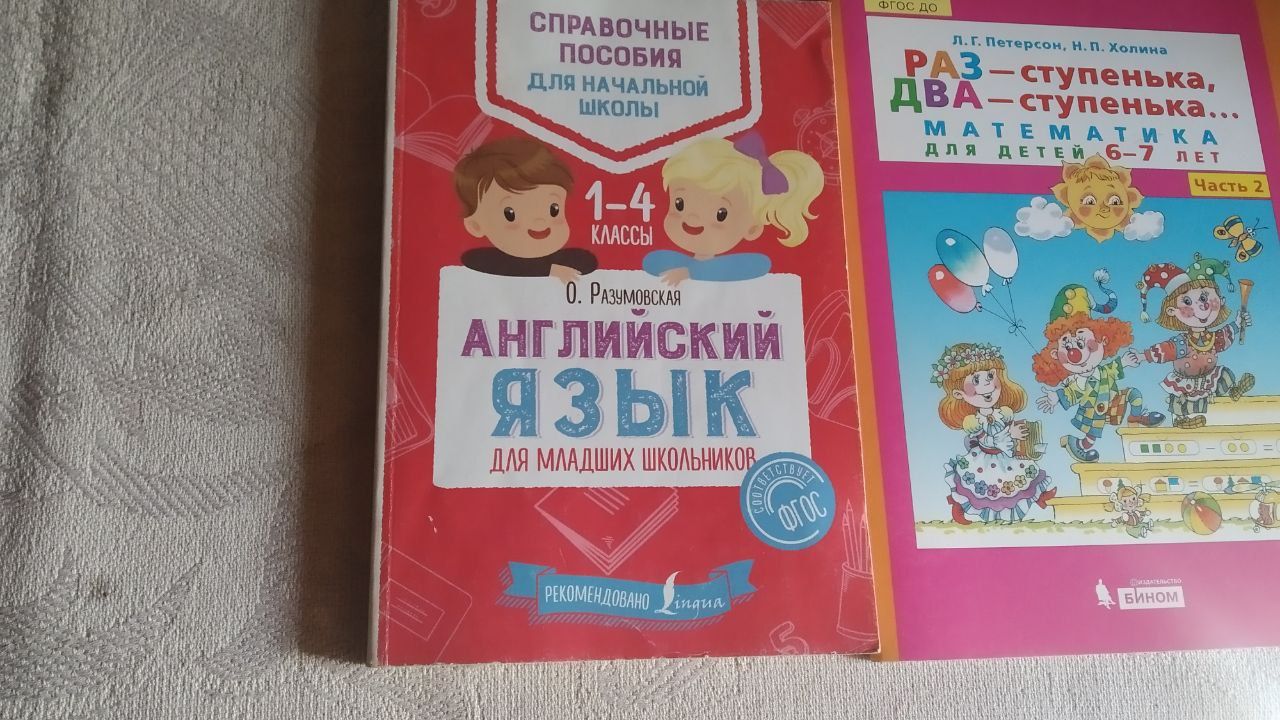 СПРАВОЧНЫЕ
ПОСОБИЯ
ДЛЯ НАЧАЛЬНОЙ
ШКОЛЫ
1–4
КЛАССЫ
О. Разумовская
АНГЛИЙСКИЙ
ЯЗЫК
ДЛЯ МЛАДШИХ ШКОЛЬНИКОВ
СООТВЕТСТВУЕТ
ФГОС
РЕКОМЕНДОВАНО Lingua
ФГОС ДО
Л. Г. Петерсон, Н. П. Холина
РАЗ – ступенька,
ДВА – ступенька...
МАТЕМАТИКА
ДЛЯ ДЕТЕЙ 6–7 ЛЕТ
Часть 2
ИЗДАТЕЛЬСТВО
БИНОМ